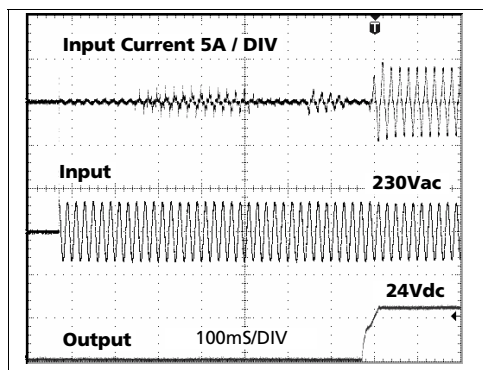 T
Input Current 5A / DIV
Input
230Vac
24Vdc
Output
100mS/DIV